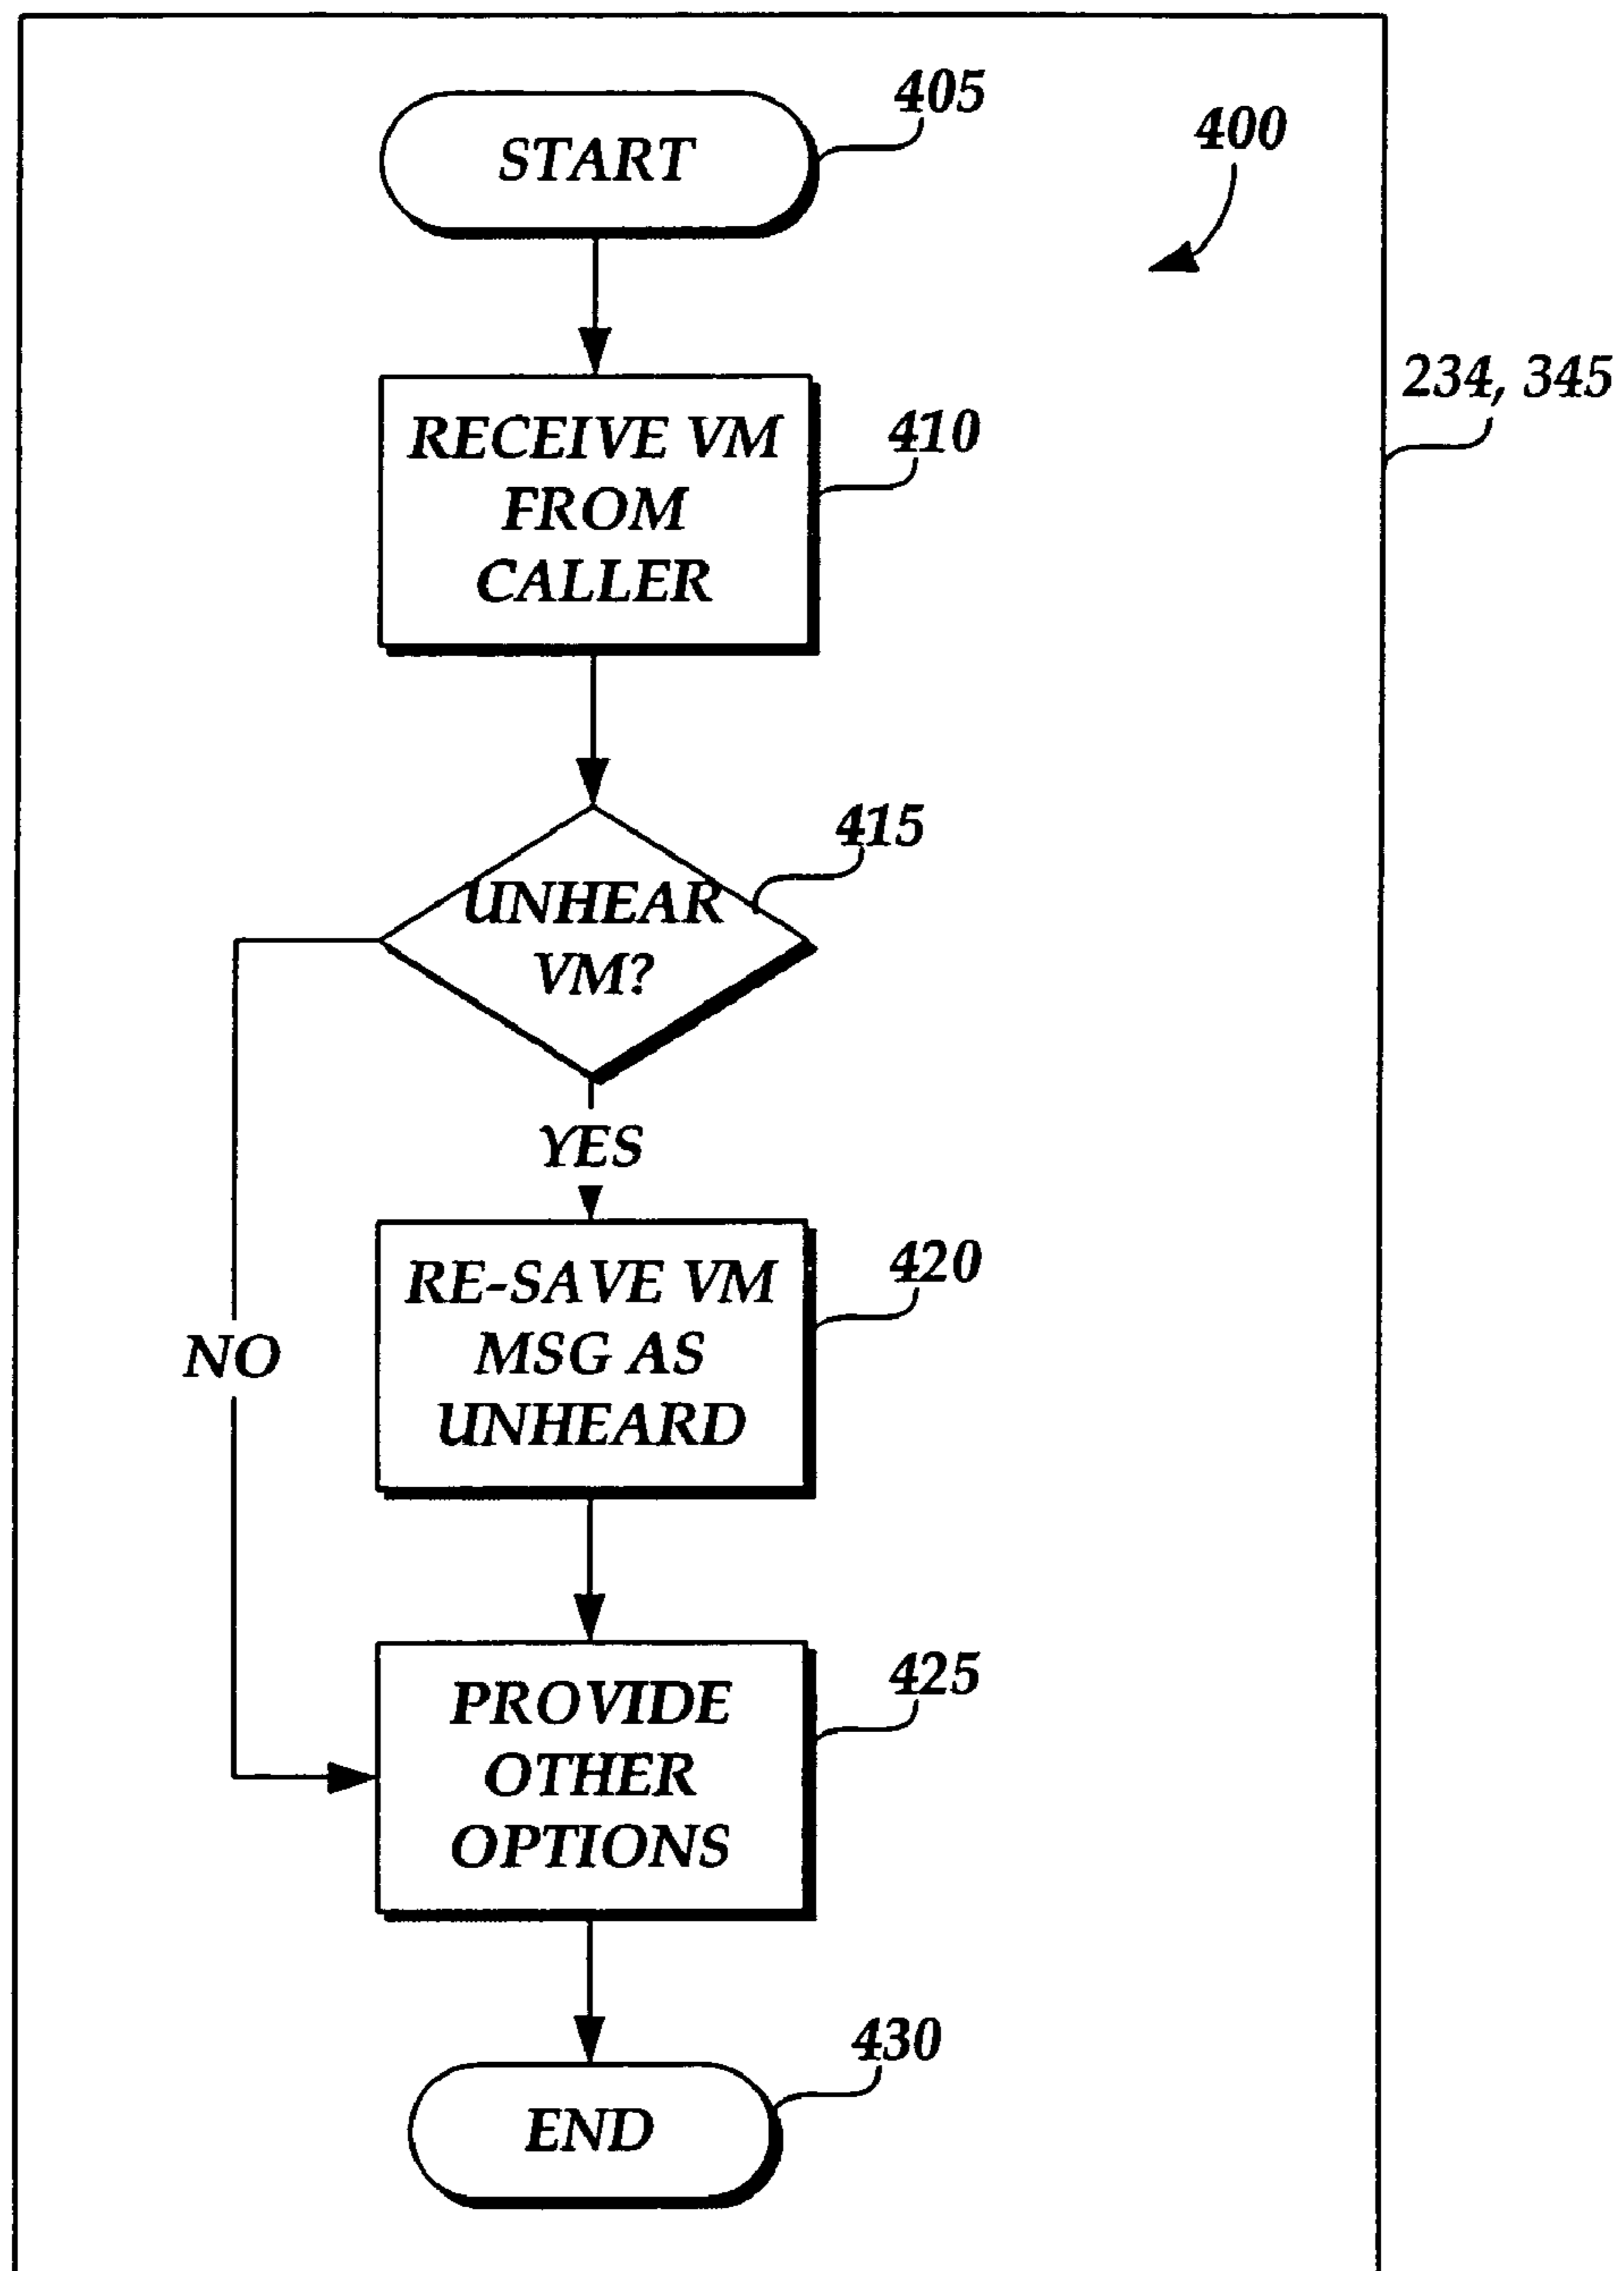 405
START
400
234, 345
RECEIVE VM
FROM
CALLER
410
415
UNHEAR
VM?
YES
NO
RE-SAVE VM
MSG AS
UNHEARD
420
PROVIDE
OTHER
OPTIONS
425
430
END